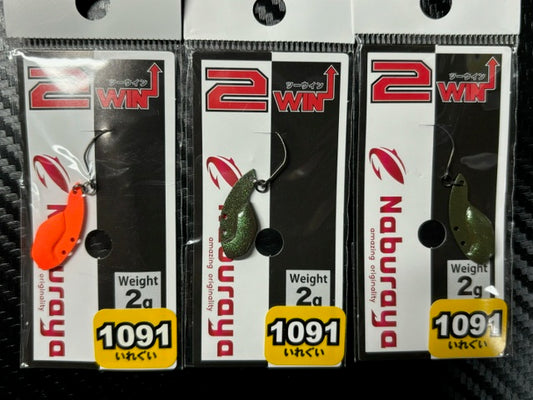 2
ツーウイン
WIN
Naburaya
amazing originality
Weight
2g
1091
いれぐい
2
ツーウイン
WIN
Naburaya
amazing originality
Weight
2g
1091
いれぐい
2
ツーウイン
WIN
Naburaya
amazing originality
Weight
2g
1091
いれぐい